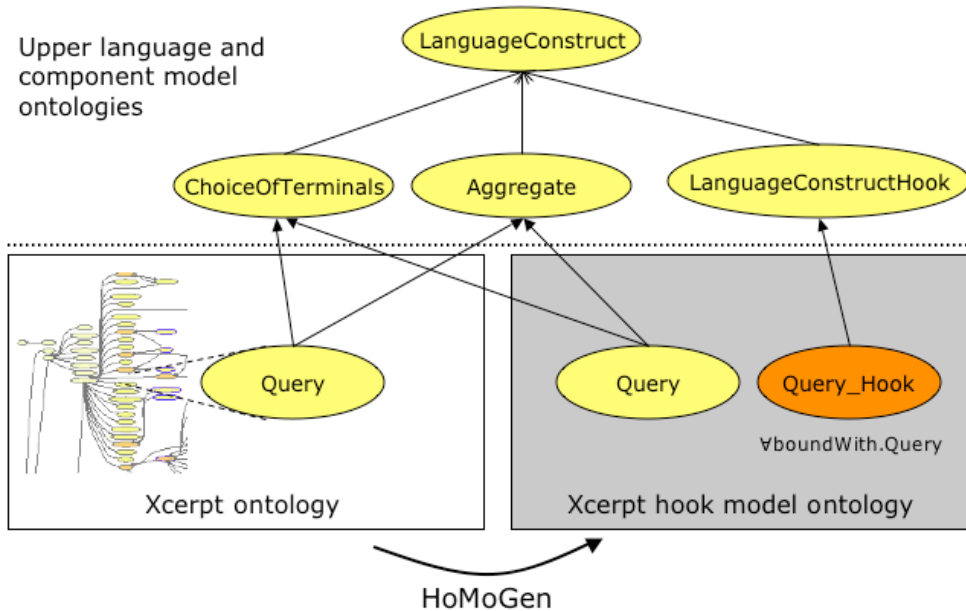 LanguageConstruct
Upper language and
component model
ontologies
ChoiceOfTerminals
Aggregate
LanguageConstructHook
Query
Query
Query_Hook
∀boundWith.Query
Xcerpt ontology
Xcerpt hook model ontology
HoMoGen